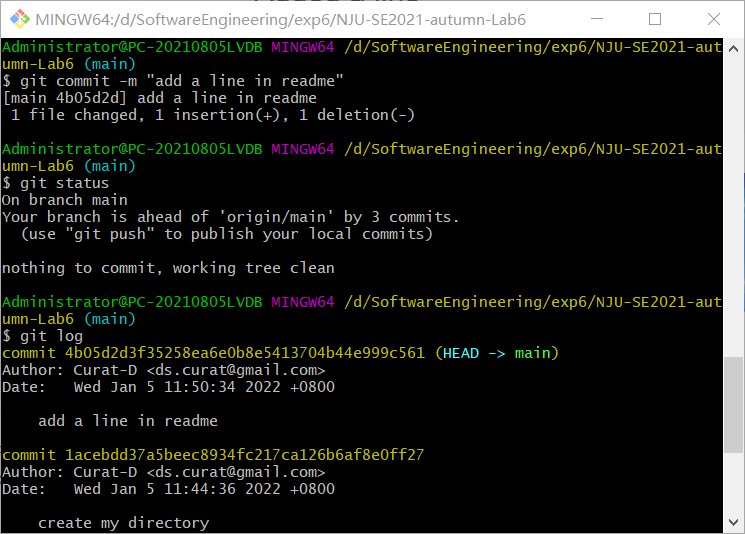 MINGW64:/d/SoftwareEngineering/exp6/NJU-SE2021-autumn-Lab6
Administrator@PC-20210805LVDB MINGW64 /d/SoftwareEngineering/exp6/NJU-SE2021-aut
umn-Lab6 (main)
$ git commit -m "add a line in readme"
[main 4b05d2d] add a line in readme
 1 file changed, 1 insertion(+), 1 deletion(-)
Administrator@PC-20210805LVDB MINGW64 /d/SoftwareEngineering/exp6/NJU-SE2021-aut
umn-Lab6 (main)
$ git status
On branch main
Your branch is ahead of 'origin/main' by 3 commits.
  (use "git push" to publish your local commits)
nothing to commit, working tree clean
Administrator@PC-20210805LVDB MINGW64 /d/SoftwareEngineering/exp6/NJU-SE2021-aut
umn-Lab6 (main)
$ git log
commit 4b05d2d3f35258ea6e0b8e5413704b44e999c561 (HEAD -> main)
Author: Curat-D <ds.curat@gmail.com>
Date:   Wed Jan 5 11:50:34 2022 +0800
    add a line in readme
commit 1acebdd37a5beec8934fc217ca126b6af8e0ff27
Author: Curat-D <ds.curat@gmail.com>
Date:   Wed Jan 5 11:44:36 2022 +0800
    create my directory